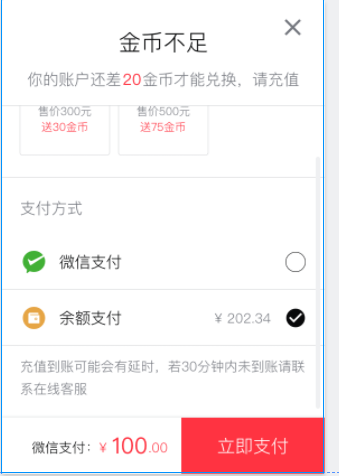 金币不足
你的账户还差20金币才能兑换，请充值
售价300元 售价500元
送30金币 送75金币
支付方式
微信支付
余额支付 ¥ 202.34
充值到账可能会有延时，若30分钟内未到账请联
系在线客服
微信支付：¥ 100.00 立即支付